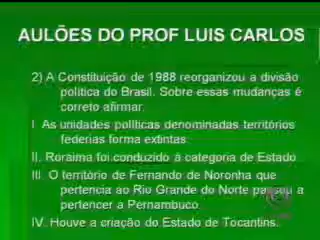 AULÕES DO PROF LUIS CARLOS
2) A Constituição de 1988 reorganizou a divisão
política do Brasil. Sobre essas mudanças é
correto afirmar.
I As unidades políticas denominadas territórios
federias foram extintas.
II. Roraima foi conduzido à categoria de Estado.
III. O território de Fernando de Noronha que
pertencia ao Rio Grande do Norte passou a
pertencer a Pernambuco.
IV. Houve a criação do Estado de Tocantins.